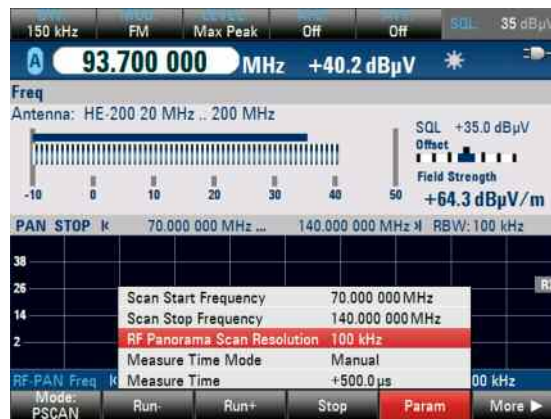 150 kHz FM Max Peak Off Off SQL 35 dBµV
A 93.700 000 MHz +40.2 dBµV
Freq
Antenna: HE-200 20 MHz .. 200 MHz
SQL +35.0 dBµV
Offset
Field Strength
-10 0 10 20 30 40 50 +64.3 dBµV/m
PAN STOP 70.000 000 MHz ... 140.000 000 MHz RBW: 100 kHz
38
26
14
2
Scan Start Frequency 70.000 000 MHz
Scan Stop Frequency 140.000 000 MHz
RF Panorama Scan Resolution 100 kHz
Measure Time Mode Manual
Measure Time +500.0 µs
RF-PAN Freq 00 kHz
Mode: PSCAN Run- Run+ Stop Param More ▶